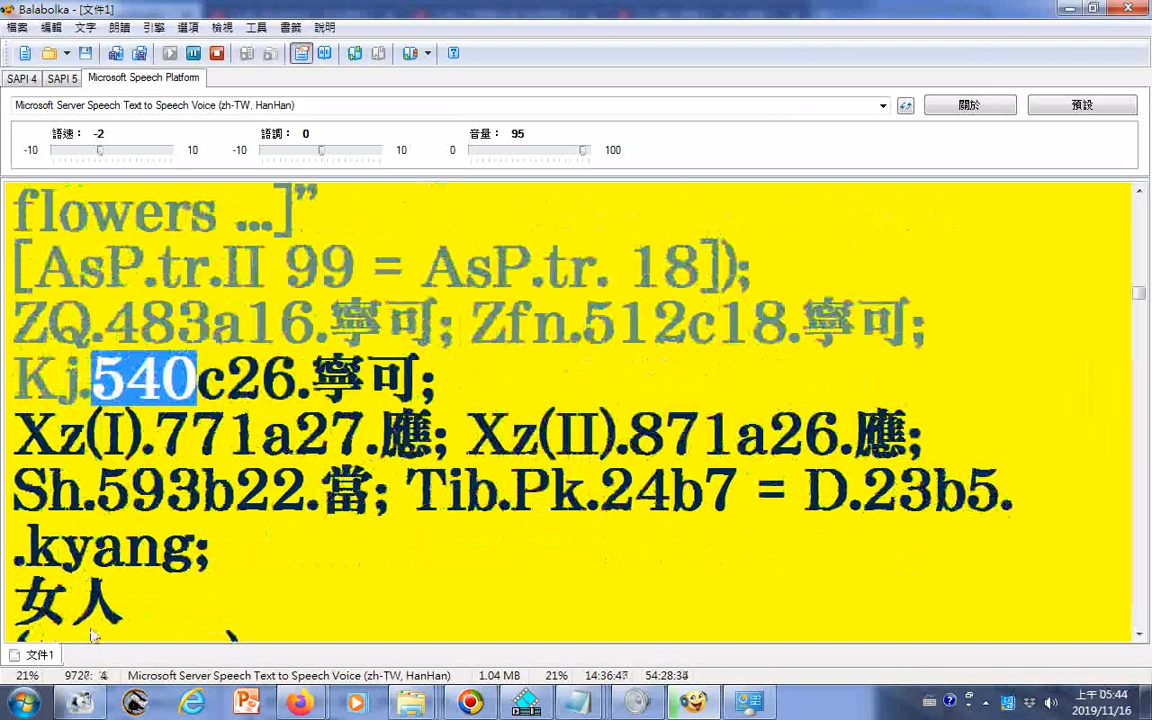 Balabolka - [文件1]
檔案 編輯 文字 朗讀 引擎 選項 檢視 工具 書籤 說明
SAPI 4 SAPI 5 Microsoft Speech Platform
Microsoft Server Speech Text to Speech Voice (zh-TW, HanHan) 關於 預設
語速： -2 語調： 0 音量： 95
-10 10 -10 10 0 100
flowers ...]”
[AsP.tr.II 99 = AsP.tr. 18]);
ZQ.483a16.寧可; Zfn.512c18.寧可;
Kj.540c26.寧可;
Xz(I).771a27.應; Xz(II).871a26.應;
Sh.593b22.當; Tib.Pk.24b7 = D.23b5.
.kyang;
女人
文件1
21% Microsoft Server Speech Text to Speech Voice (zh-TW, HanHan) 1.04 MB 21%
上午 05:44
2019/11/16